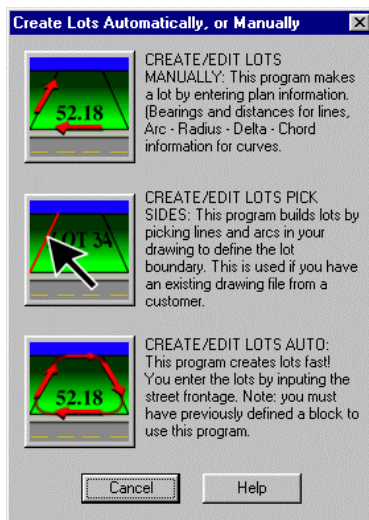 Create Lots Automatically, or Manually
52.18
CREATE/EDIT LOTS
MANUALLY: This program makes
a lot by entering plan information.
(Bearings and distances for lines,
Arc - Radius - Delta - Chord
information for curves.
LOT 34
CREATE/EDIT LOTS PICK
SIDES: This program builds lots by
picking lines and arcs in your
drawing to define the lot
boundary. This is used if you have
an existing drawing file from a
customer.
52.18
CREATE/EDIT LOTS AUTO:
This program creates lots fast!
You enter the lots by inputing the
street frontage. Note: you must
have previously defined a block to
use this program.
Cancel
Help